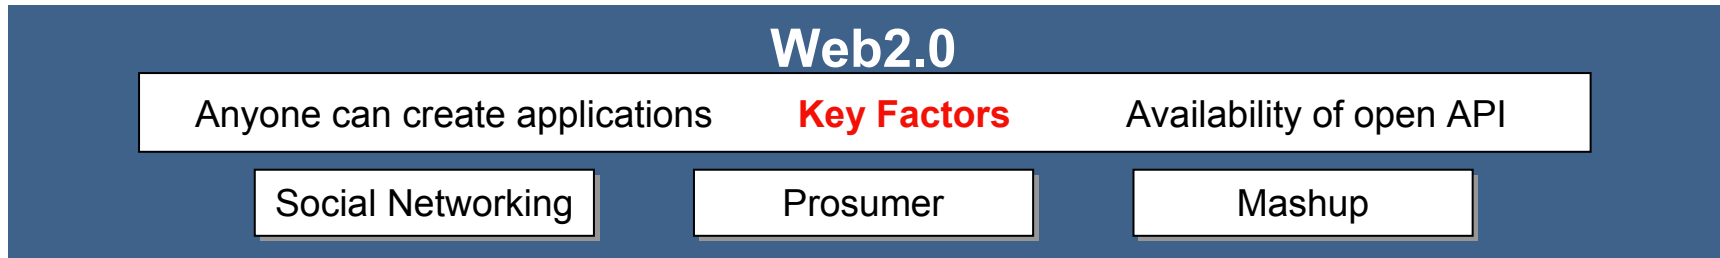 Web2.0
Anyone can create applications Key Factors Availability of open API
Social Networking Prosumer Mashup